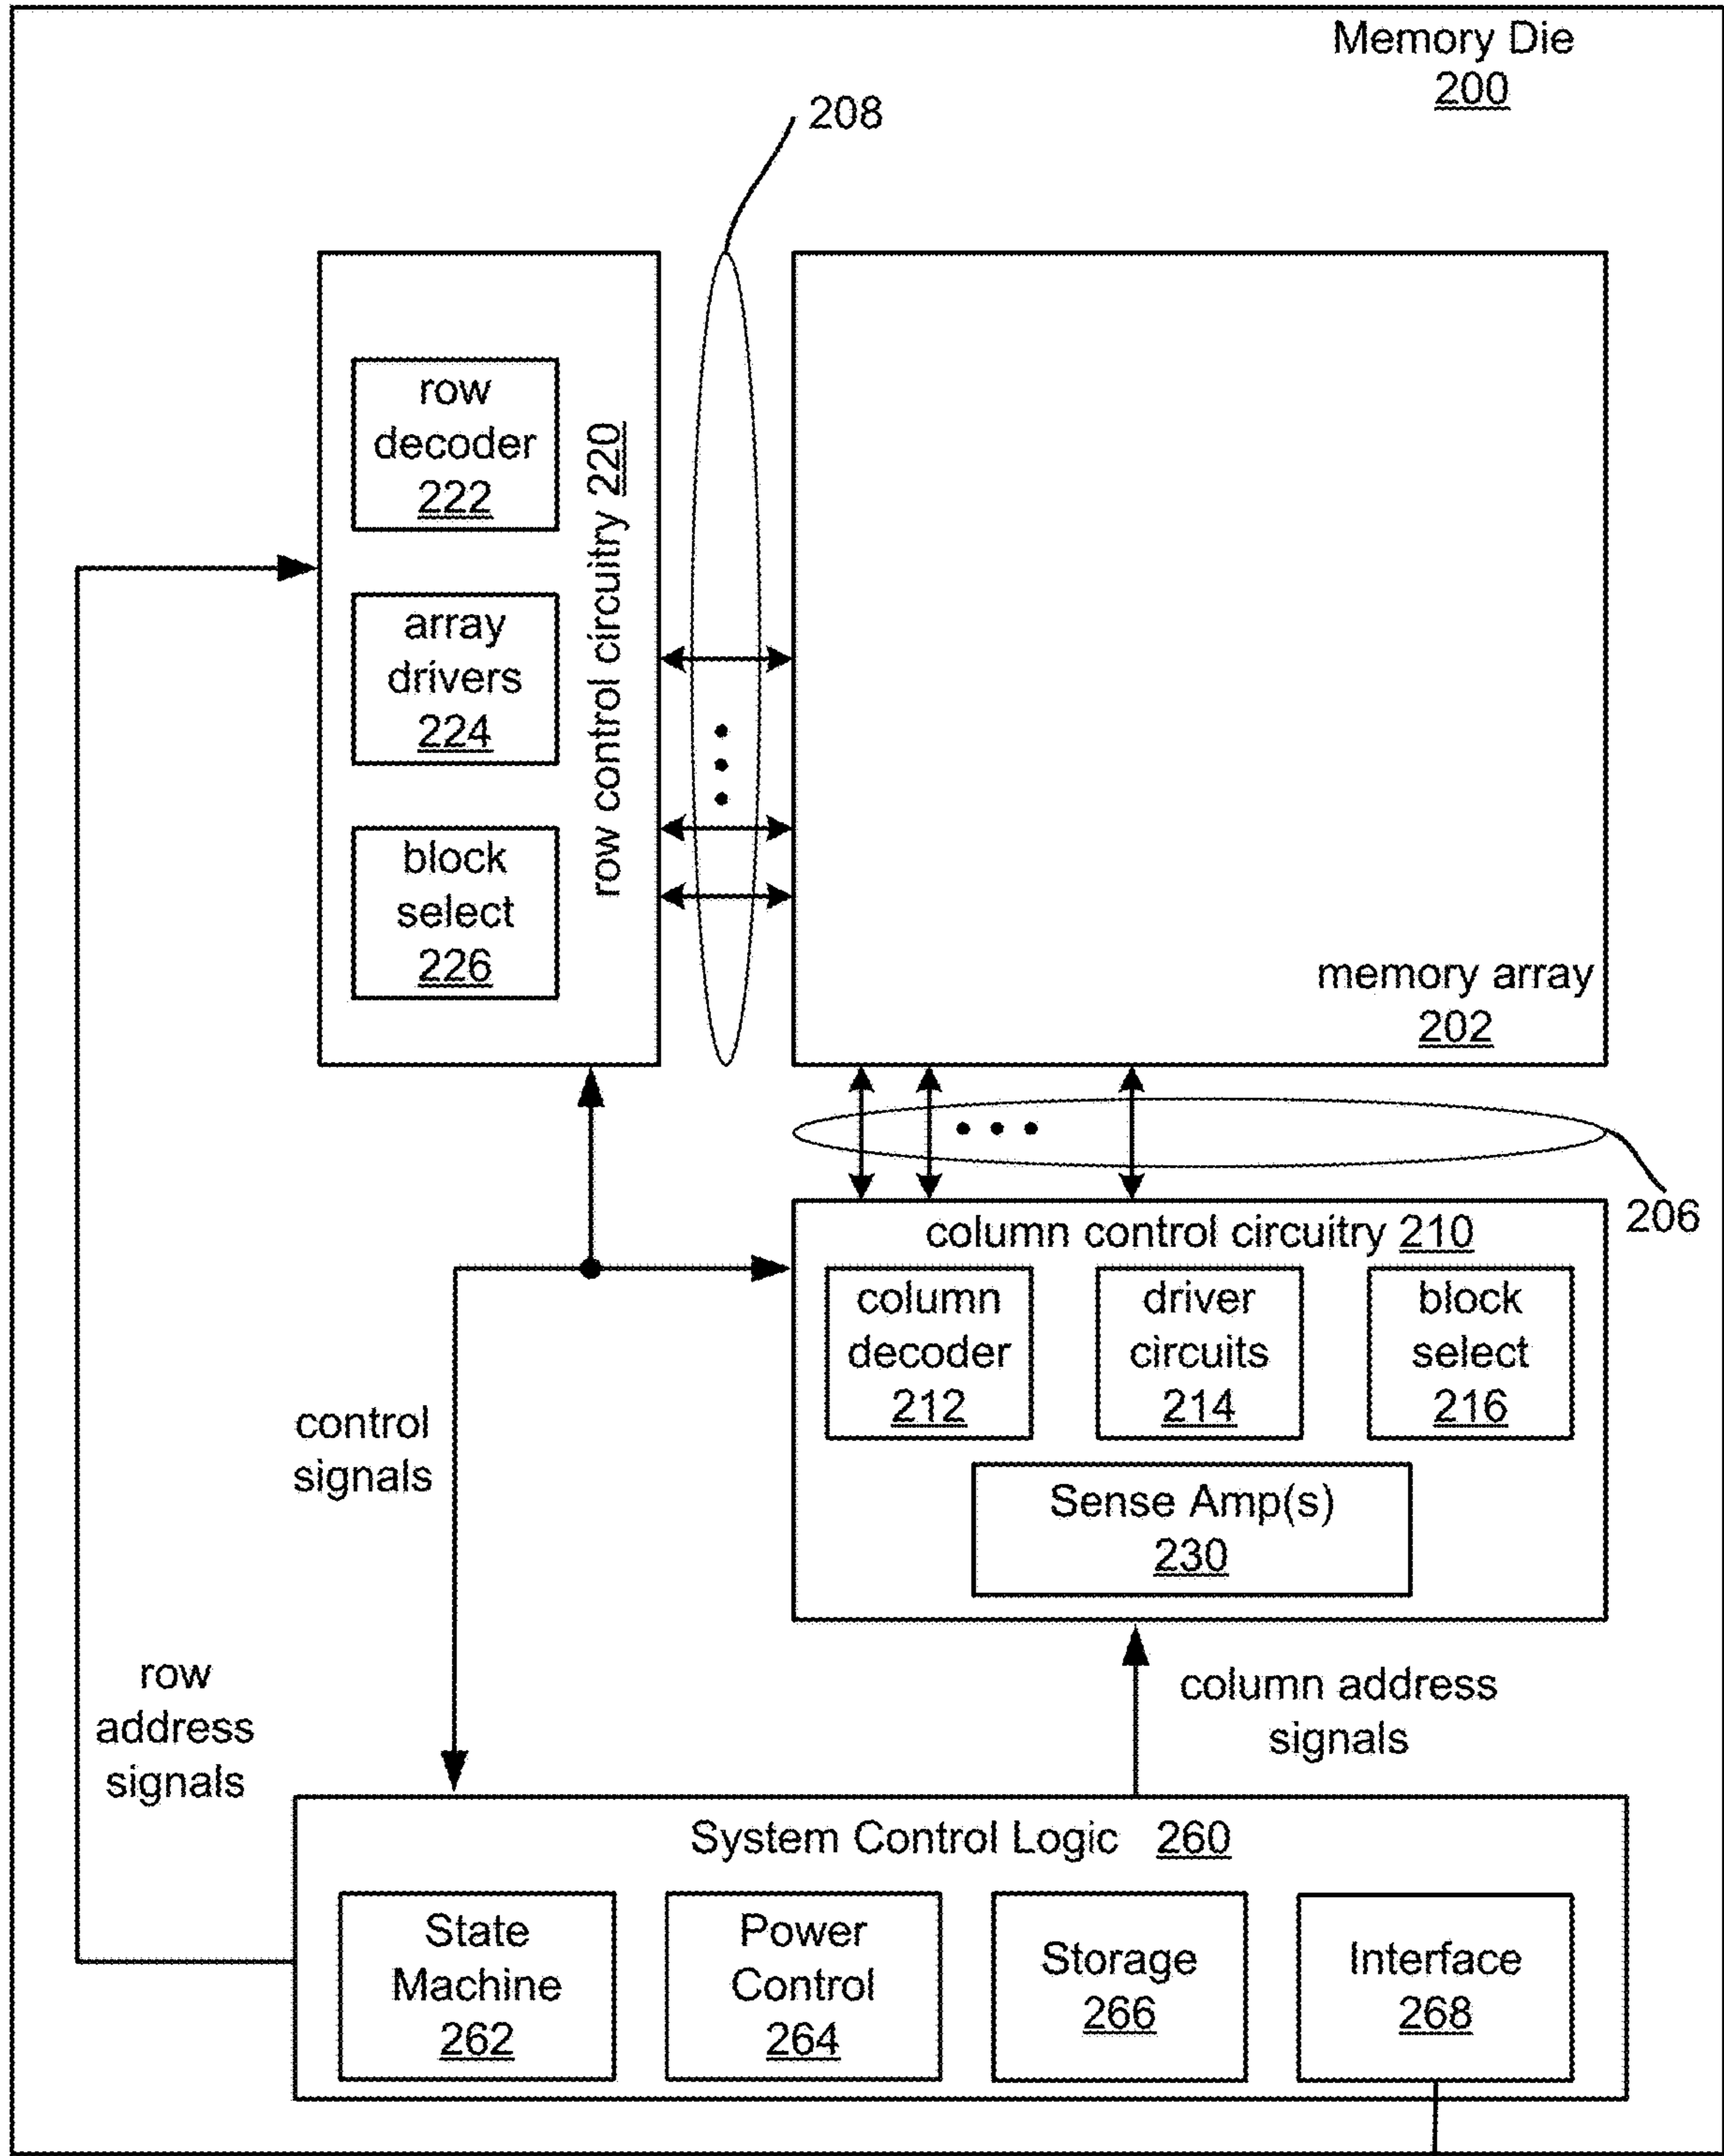 Memory Die
200
208
row
decoder
222
array
drivers
224
block
select
226
row control circuitry 220
memory array
202
206
column control circuitry 210
column
decoder
212
driver
circuits
214
block
select
216
Sense Amp(s)
230
control
signals
row
address
signals
column address
signals
System Control Logic 260
State
Machine
262
Power
Control
264
Storage
266
Interface
268